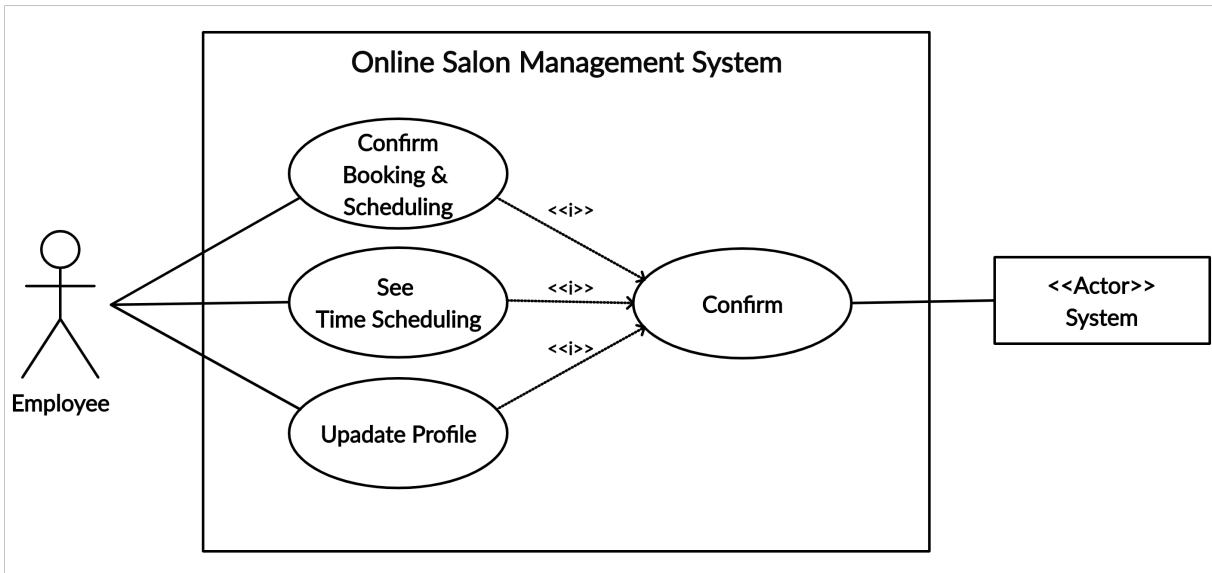 Online Salon Management System
Confirm
Booking &
Scheduling
<<i>>
See
Time Scheduling
<<i>>
Confirm
<<Actor>>
System
<<i>>
Upadate Profile
Employee